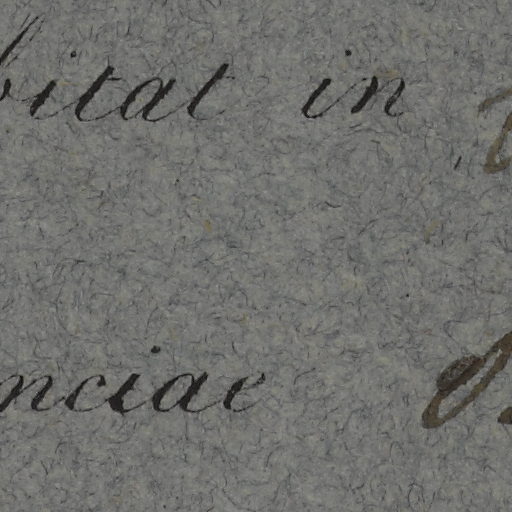 bitat in
nciae